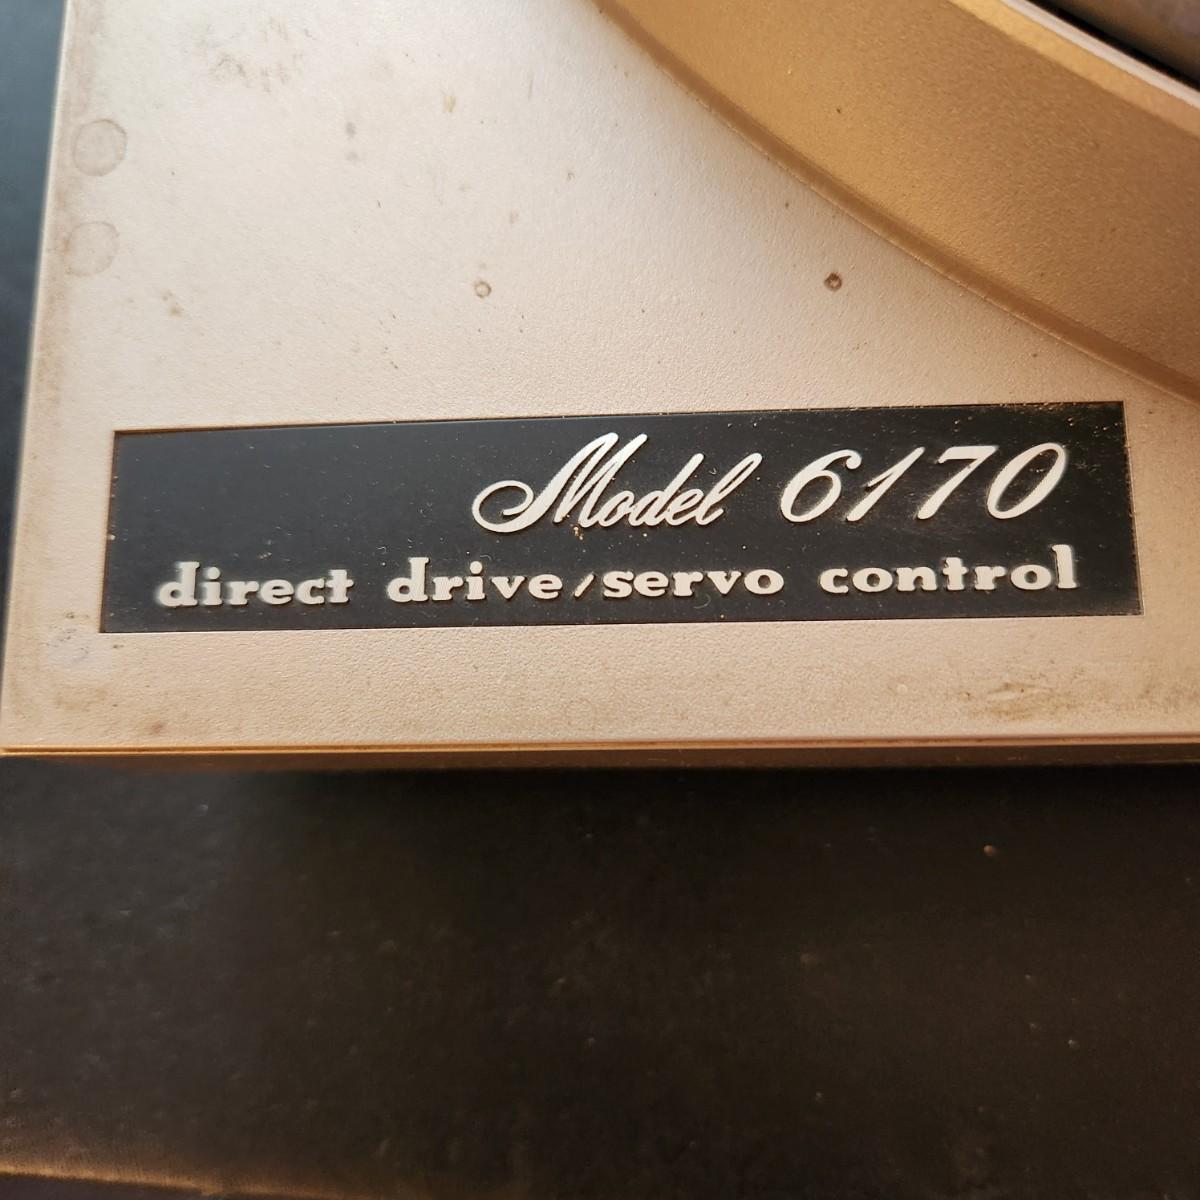 Model 6170
direct drive/servo control